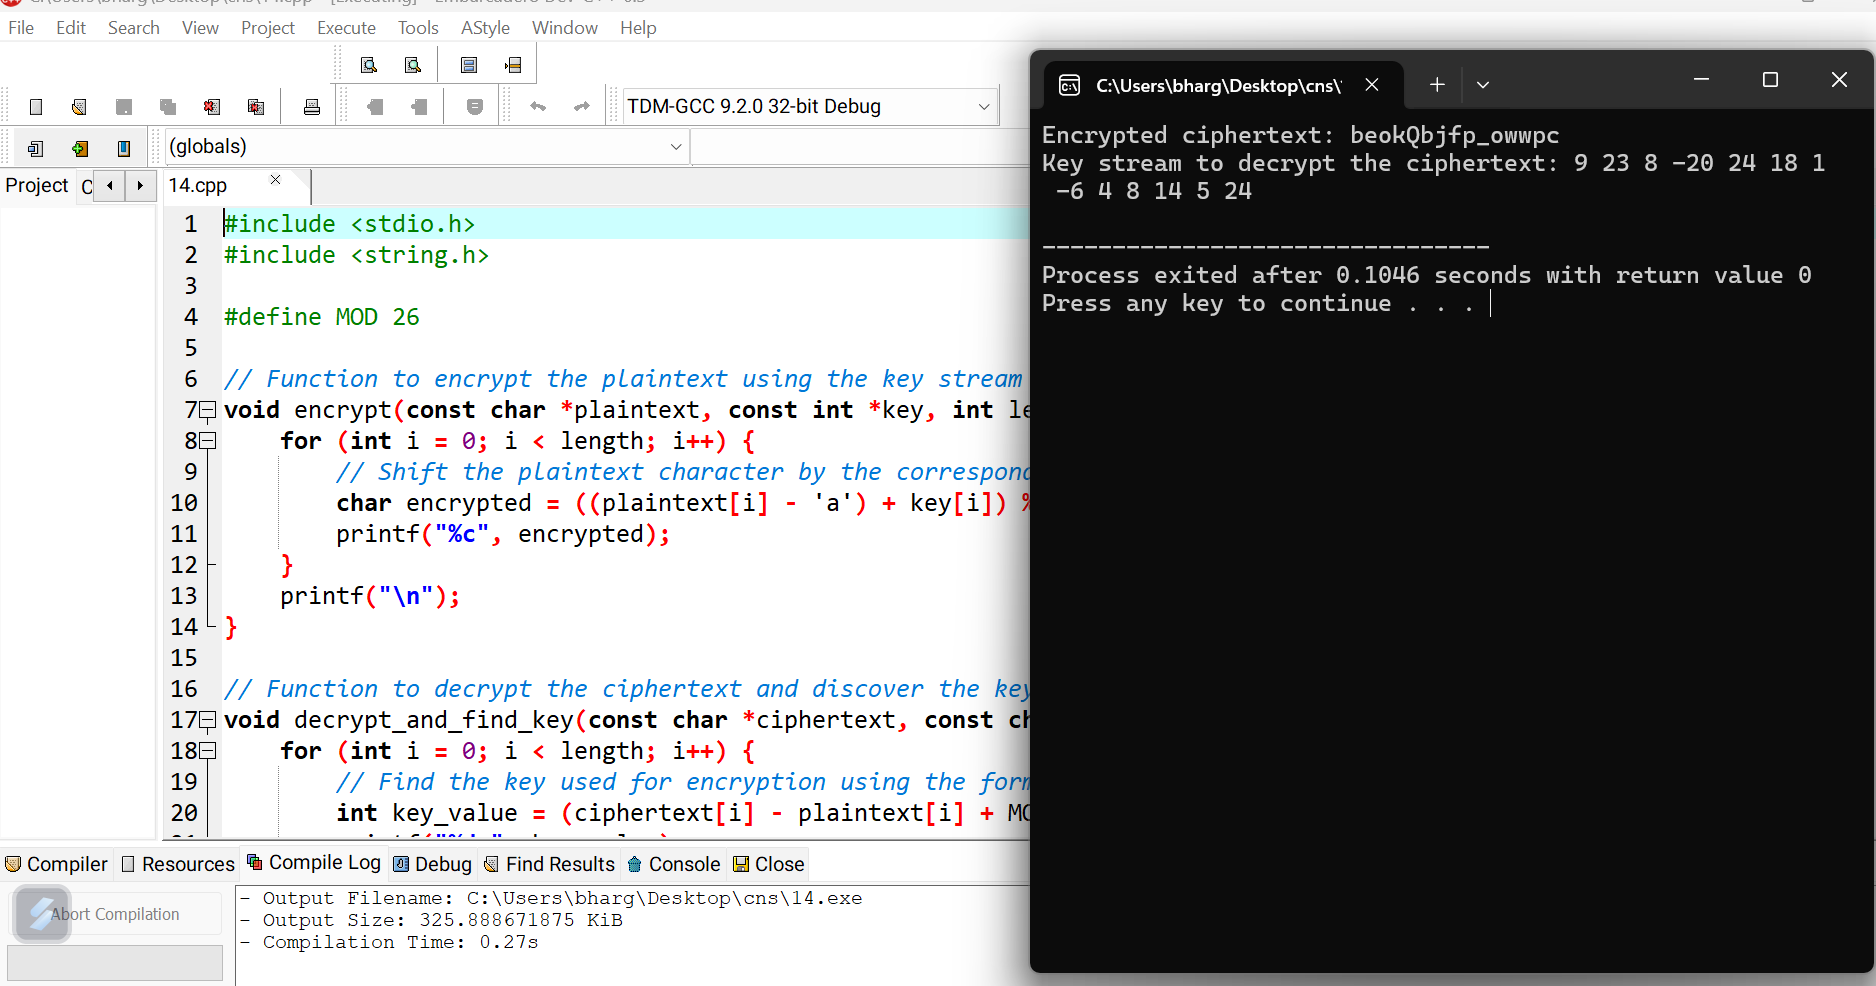 File Edit Search View Project Execute Tools AStyle Window Help
TDM-GCC 9.2.0 32-bit Debug
(globals)
Project
14.cpp
1 #include <stdio.h>
2 #include <string.h>
3
4 #define MOD 26
5
6 // Function to encrypt the plaintext using the key stream
7 void encrypt(const char *plaintext, const int *key, int le
8 for (int i = 0; i < length; i++) {
9 // Shift the plaintext character by the correspond
10 char encrypted = ((plaintext[i] - 'a') + key[i]) %
11 printf("%c", encrypted);
12 }
13 printf("\n");
14 }
15
16 // Function to decrypt the ciphertext and discover the key
17 void decrypt_and_find_key(const char *ciphertext, const ch
18 for (int i = 0; i < length; i++) {
19 // Find the key used for encryption using the form
20 int key_value = (ciphertext[i] - plaintext[i] + MO
Compiler Resources Compile Log Debug Find Results Console Close
Abort Compilation
- Output Filename: C:\Users\bharg\Desktop\cns\14.exe
- Output Size: 325.888671875 KiB
- Compilation Time: 0.27s
C:\Users\bharg\Desktop\cns\
Encrypted ciphertext: beokQbjfp_owwpc
Key stream to decrypt the ciphertext: 9 23 8 -20 24 18 1
-6 4 8 14 5 24
--------------------------------
Process exited after 0.1046 seconds with return value 0
Press any key to continue . . .